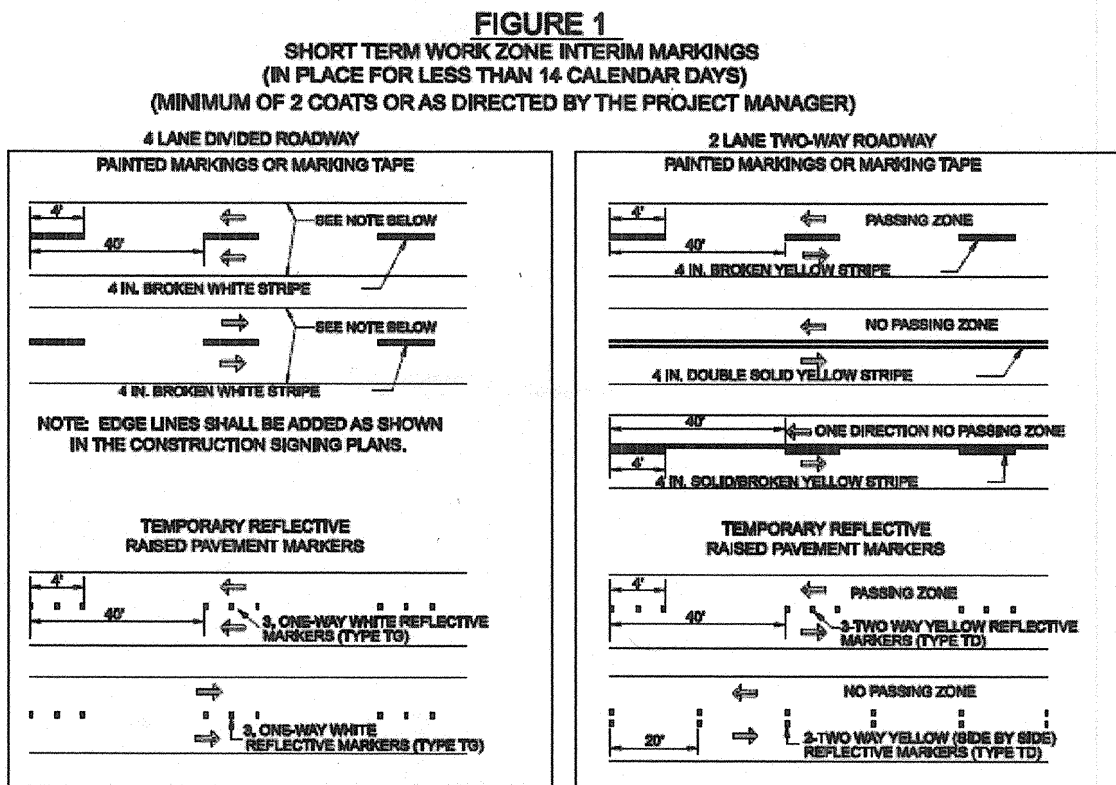 FIGURE 1
SHORT TERM WORK ZONE INTERIM MARKINGS
(IN PLACE FOR LESS THAN 14 CALENDAR DAYS)
(MINIMUM OF 2 COATS OR AS DIRECTED BY THE PROJECT MANAGER)
4 LANE DIVIDED ROADWAY
PAINTED MARKINGS OR MARKING TAPE
4'
SEE NOTE BELOW
40'
4 IN. BROKEN WHITE STRIPE
SEE NOTE BELOW
4 IN. BROKEN WHITE STRIPE
NOTE: EDGE LINES SHALL BE ADDED AS SHOWN
IN THE CONSTRUCTION SIGNING PLANS.
TEMPORARY REFLECTIVE
RAISED PAVEMENT MARKERS
4'
40'
3, ONE-WAY WHITE REFLECTIVE
MARKERS (TYPE TG)
3, ONE-WAY WHITE
REFLECTIVE MARKERS (TYPE TG)
2 LANE TWO-WAY ROADWAY
PAINTED MARKINGS OR MARKING TAPE
4'
PASSING ZONE
40'
4 IN. BROKEN YELLOW STRIPE
NO PASSING ZONE
4 IN. DOUBLE SOLID YELLOW STRIPE
40'
ONE DIRECTION NO PASSING ZONE
4'
4 IN. SOLID/BROKEN YELLOW STRIPE
TEMPORARY REFLECTIVE
RAISED PAVEMENT MARKERS
4'
PASSING ZONE
40'
3-TWO WAY YELLOW REFLECTIVE
MARKERS (TYPE TD)
NO PASSING ZONE
20'
2-TWO WAY YELLOW (SIDE BY SIDE)
REFLECTIVE MARKERS (TYPE TD)